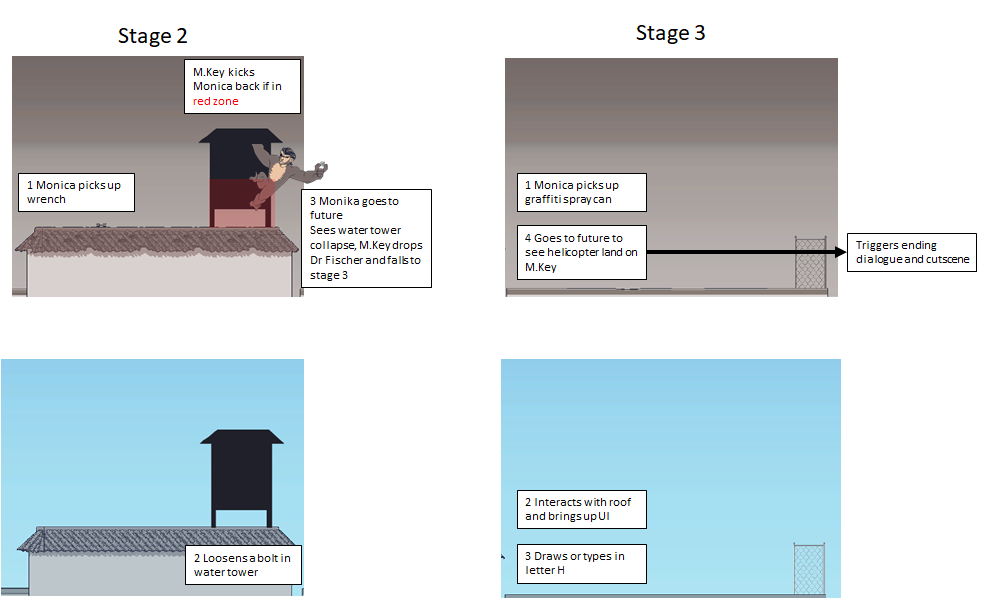 Stage 2
Stage 3
M.Key kicks
Monica back if in
red zone
1 Monica picks up
wrench
3 Monika goes to
future
Sees water tower
collapse, M.Key drops
Dr Fischer and falls to
stage 3
1 Monica picks up
graffiti spray can
4 Goes to future to
see helicopter land on
M.Key
Triggers ending
dialogue and cutscene
2 Loosens a bolt in
water tower
2 Interacts with roof
and brings up UI
3 Draws or types in
letter H